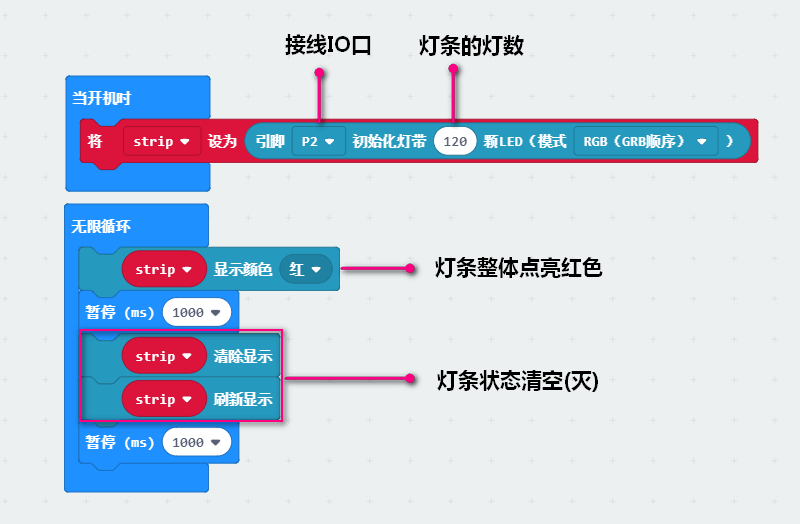 接线IO口 灯条的灯数
当开机时
将 strip 设为 引脚 P2 初始化灯带 120 颗LED（模式 RGB（GRB顺序） ）
无限循环
strip 显示颜色 红 灯条整体点亮红色
暂停 (ms) 1000
strip 清除显示
灯条状态清空(灭)
strip 刷新显示
暂停 (ms) 1000